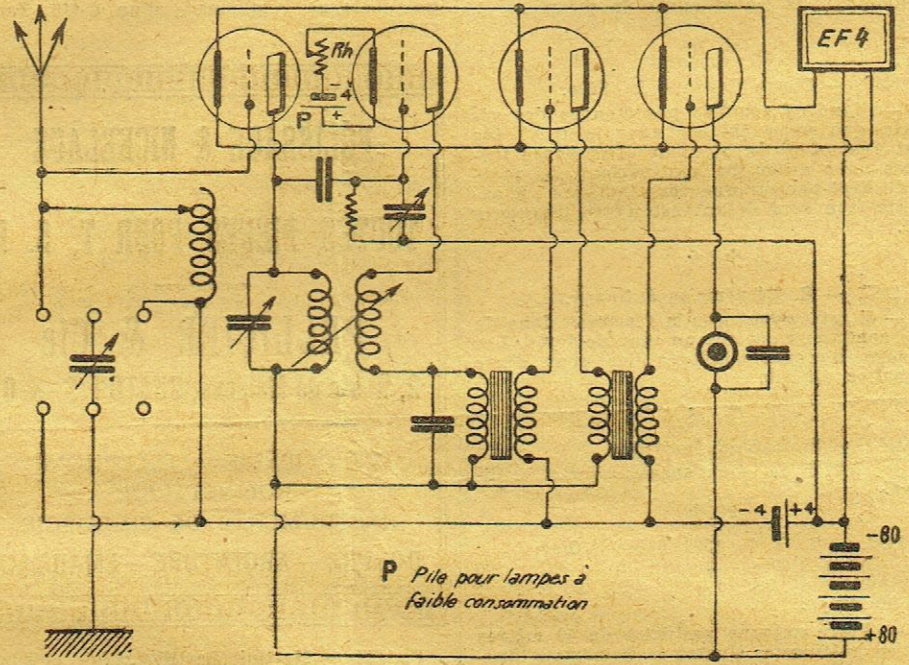 Rh
EF4
-4
P +
-4 +4
-80
P Pile pour lampes à
faible consommation
+80